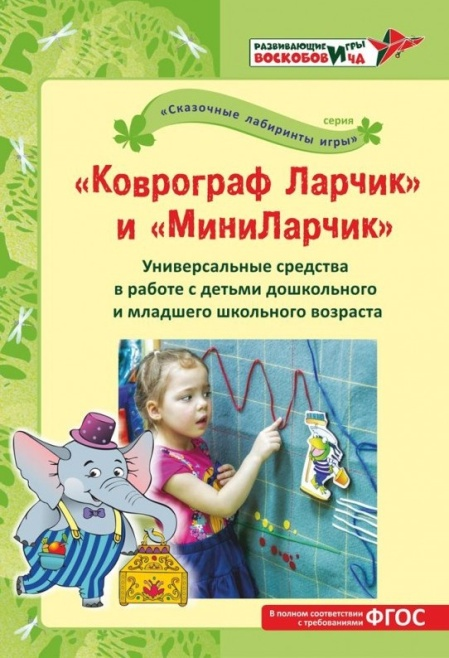 РАЗВИВАЮЩИЕ ИГРЫ
ВОСКОБОВИЧА
«Сказочные лабиринты игры»
серия
«Коврограф Ларчик»
и «МиниЛарчик»
Универсальные средства
в работе с детьми дошкольного
и младшего школьного возраста
В полном соответствии
с требованиями ФГОС